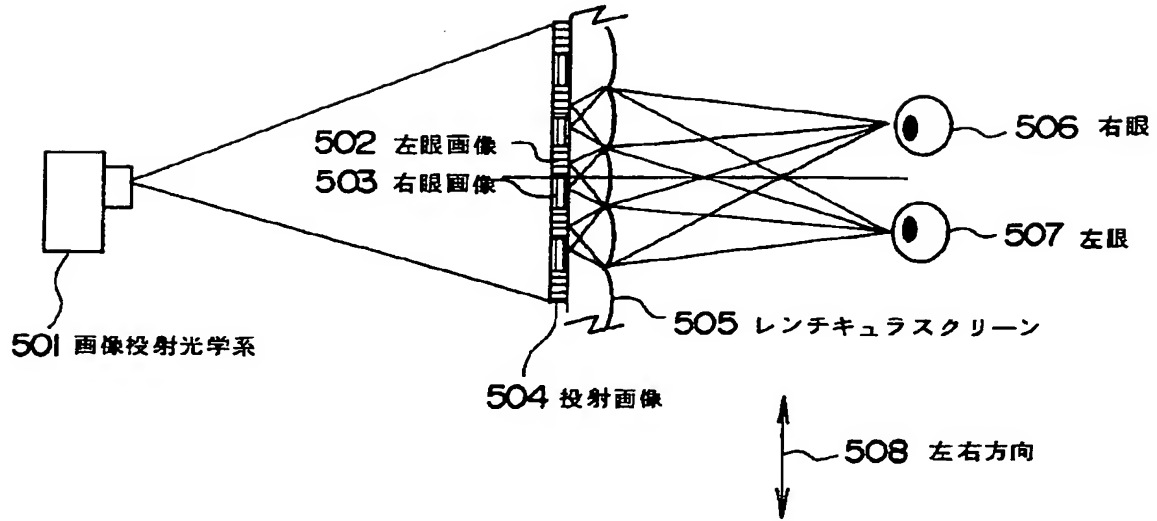 502 左眼画像
503 右眼画像
506 右眼
507 左眼
501 画像投射光学系
505 レンチキュラスクリーン
504 投射画像
508 左右方向